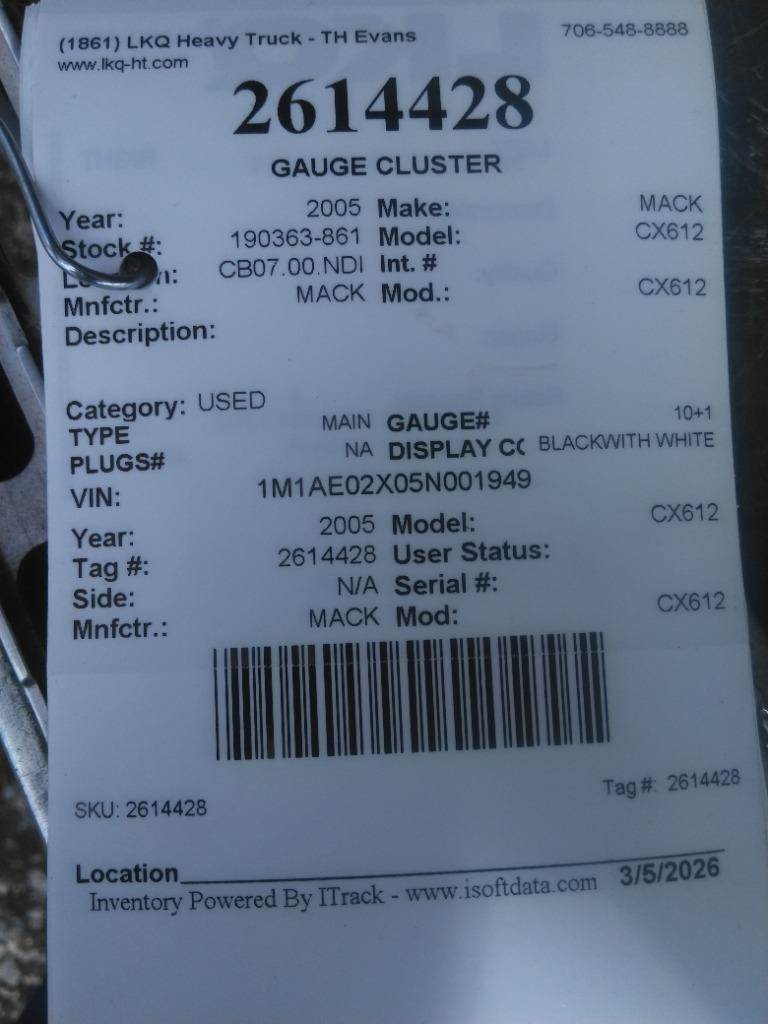 (1861) LKQ Heavy Truck - TH Evans 706-548-8888
www.lkq-ht.com
2614428
GAUGE CLUSTER
Year: 2005 Make: MACK
Stock #: 190363-861 Model: CX612
CB07.00.NDI Int. #
Mnfctr.: MACK Mod.: CX612
Description:
Category: USED
TYPE MAIN GAUGE# 10+1
PLUGS# NA DISPLAY CO BLACKWITH WHITE
VIN: 1M1AE02X05N001949
Year: 2005 Model: CX612
Tag #: 2614428 User Status:
Side: N/A Serial #:
Mnfctr.: MACK Mod: CX612
SKU: 2614428 Tag #: 2614428
Location 3/5/2026
Inventory Powered By ITrack - www.isoftdata.com